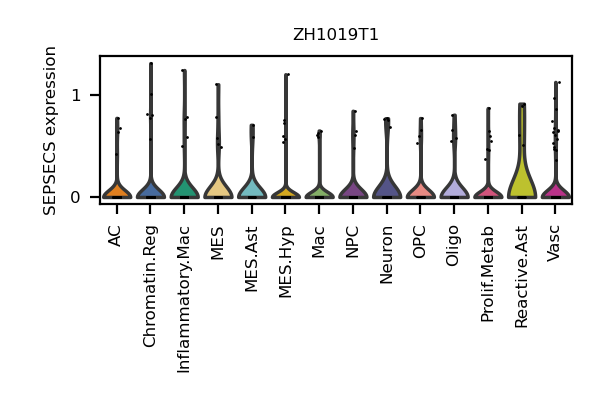 ZH1019T1
SEPSECS expression
1
0
AC
Chromatin.Reg
Inflammatory.Mac
MES
MES.Ast
MES.Hyp
Mac
NPC
Neuron
OPC
Oligo
Prolif.Metab
Reactive.Ast
Vasc